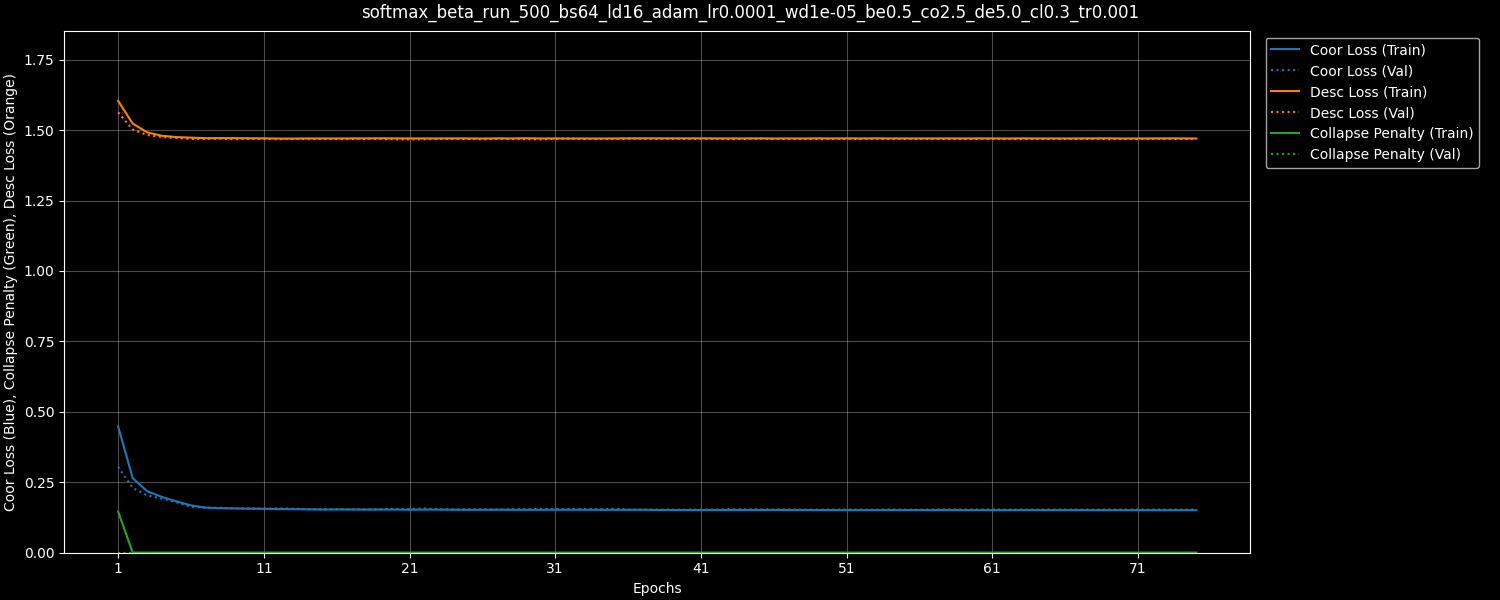 softmax_beta_run_500_bs64_ld16_adam_lr0.0001_wd1e-05_be0.5_co2.5_de5.0_cl0.3_tr0.001
Coor Loss (Blue), Collapse Penalty (Green), Desc Loss (Orange)
1.75
1.50
1.25
1.00
0.75
0.50
0.25
0.00
1
11
21
31
41
51
61
71
Epochs
Coor Loss (Train)
Coor Loss (Val)
Desc Loss (Train)
Desc Loss (Val)
Collapse Penalty (Train)
Collapse Penalty (Val)